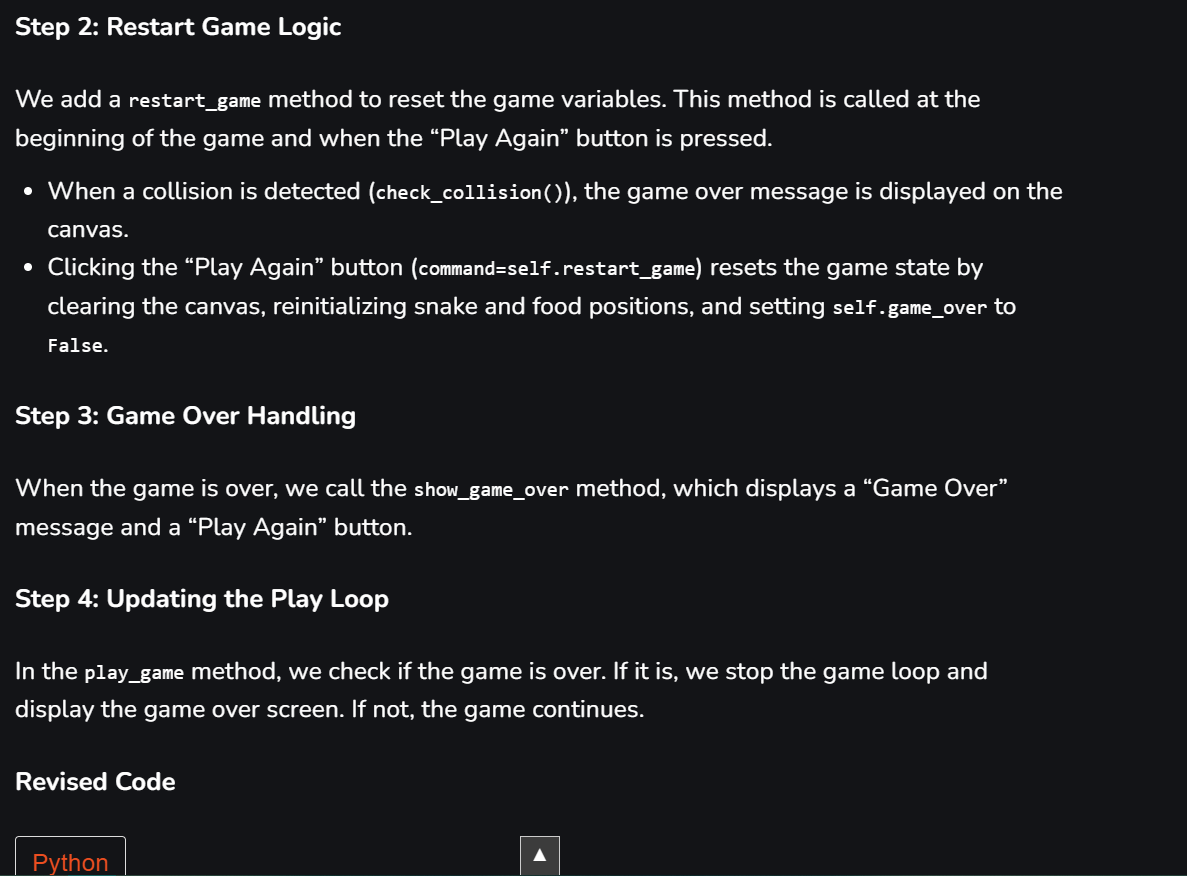 Step 2: Restart Game Logic
We add a restart_game method to reset the game variables. This method is called at the
beginning of the game and when the “Play Again” button is pressed.
• When a collision is detected (check_collision()), the game over message is displayed on the
canvas.
• Clicking the “Play Again” button (command=self.restart_game) resets the game state by
clearing the canvas, reinitializing snake and food positions, and setting self.game_over to
False.
Step 3: Game Over Handling
When the game is over, we call the show_game_over method, which displays a “Game Over”
message and a “Play Again” button.
Step 4: Updating the Play Loop
In the play_game method, we check if the game is over. If it is, we stop the game loop and
display the game over screen. If not, the game continues.
Revised Code
Python